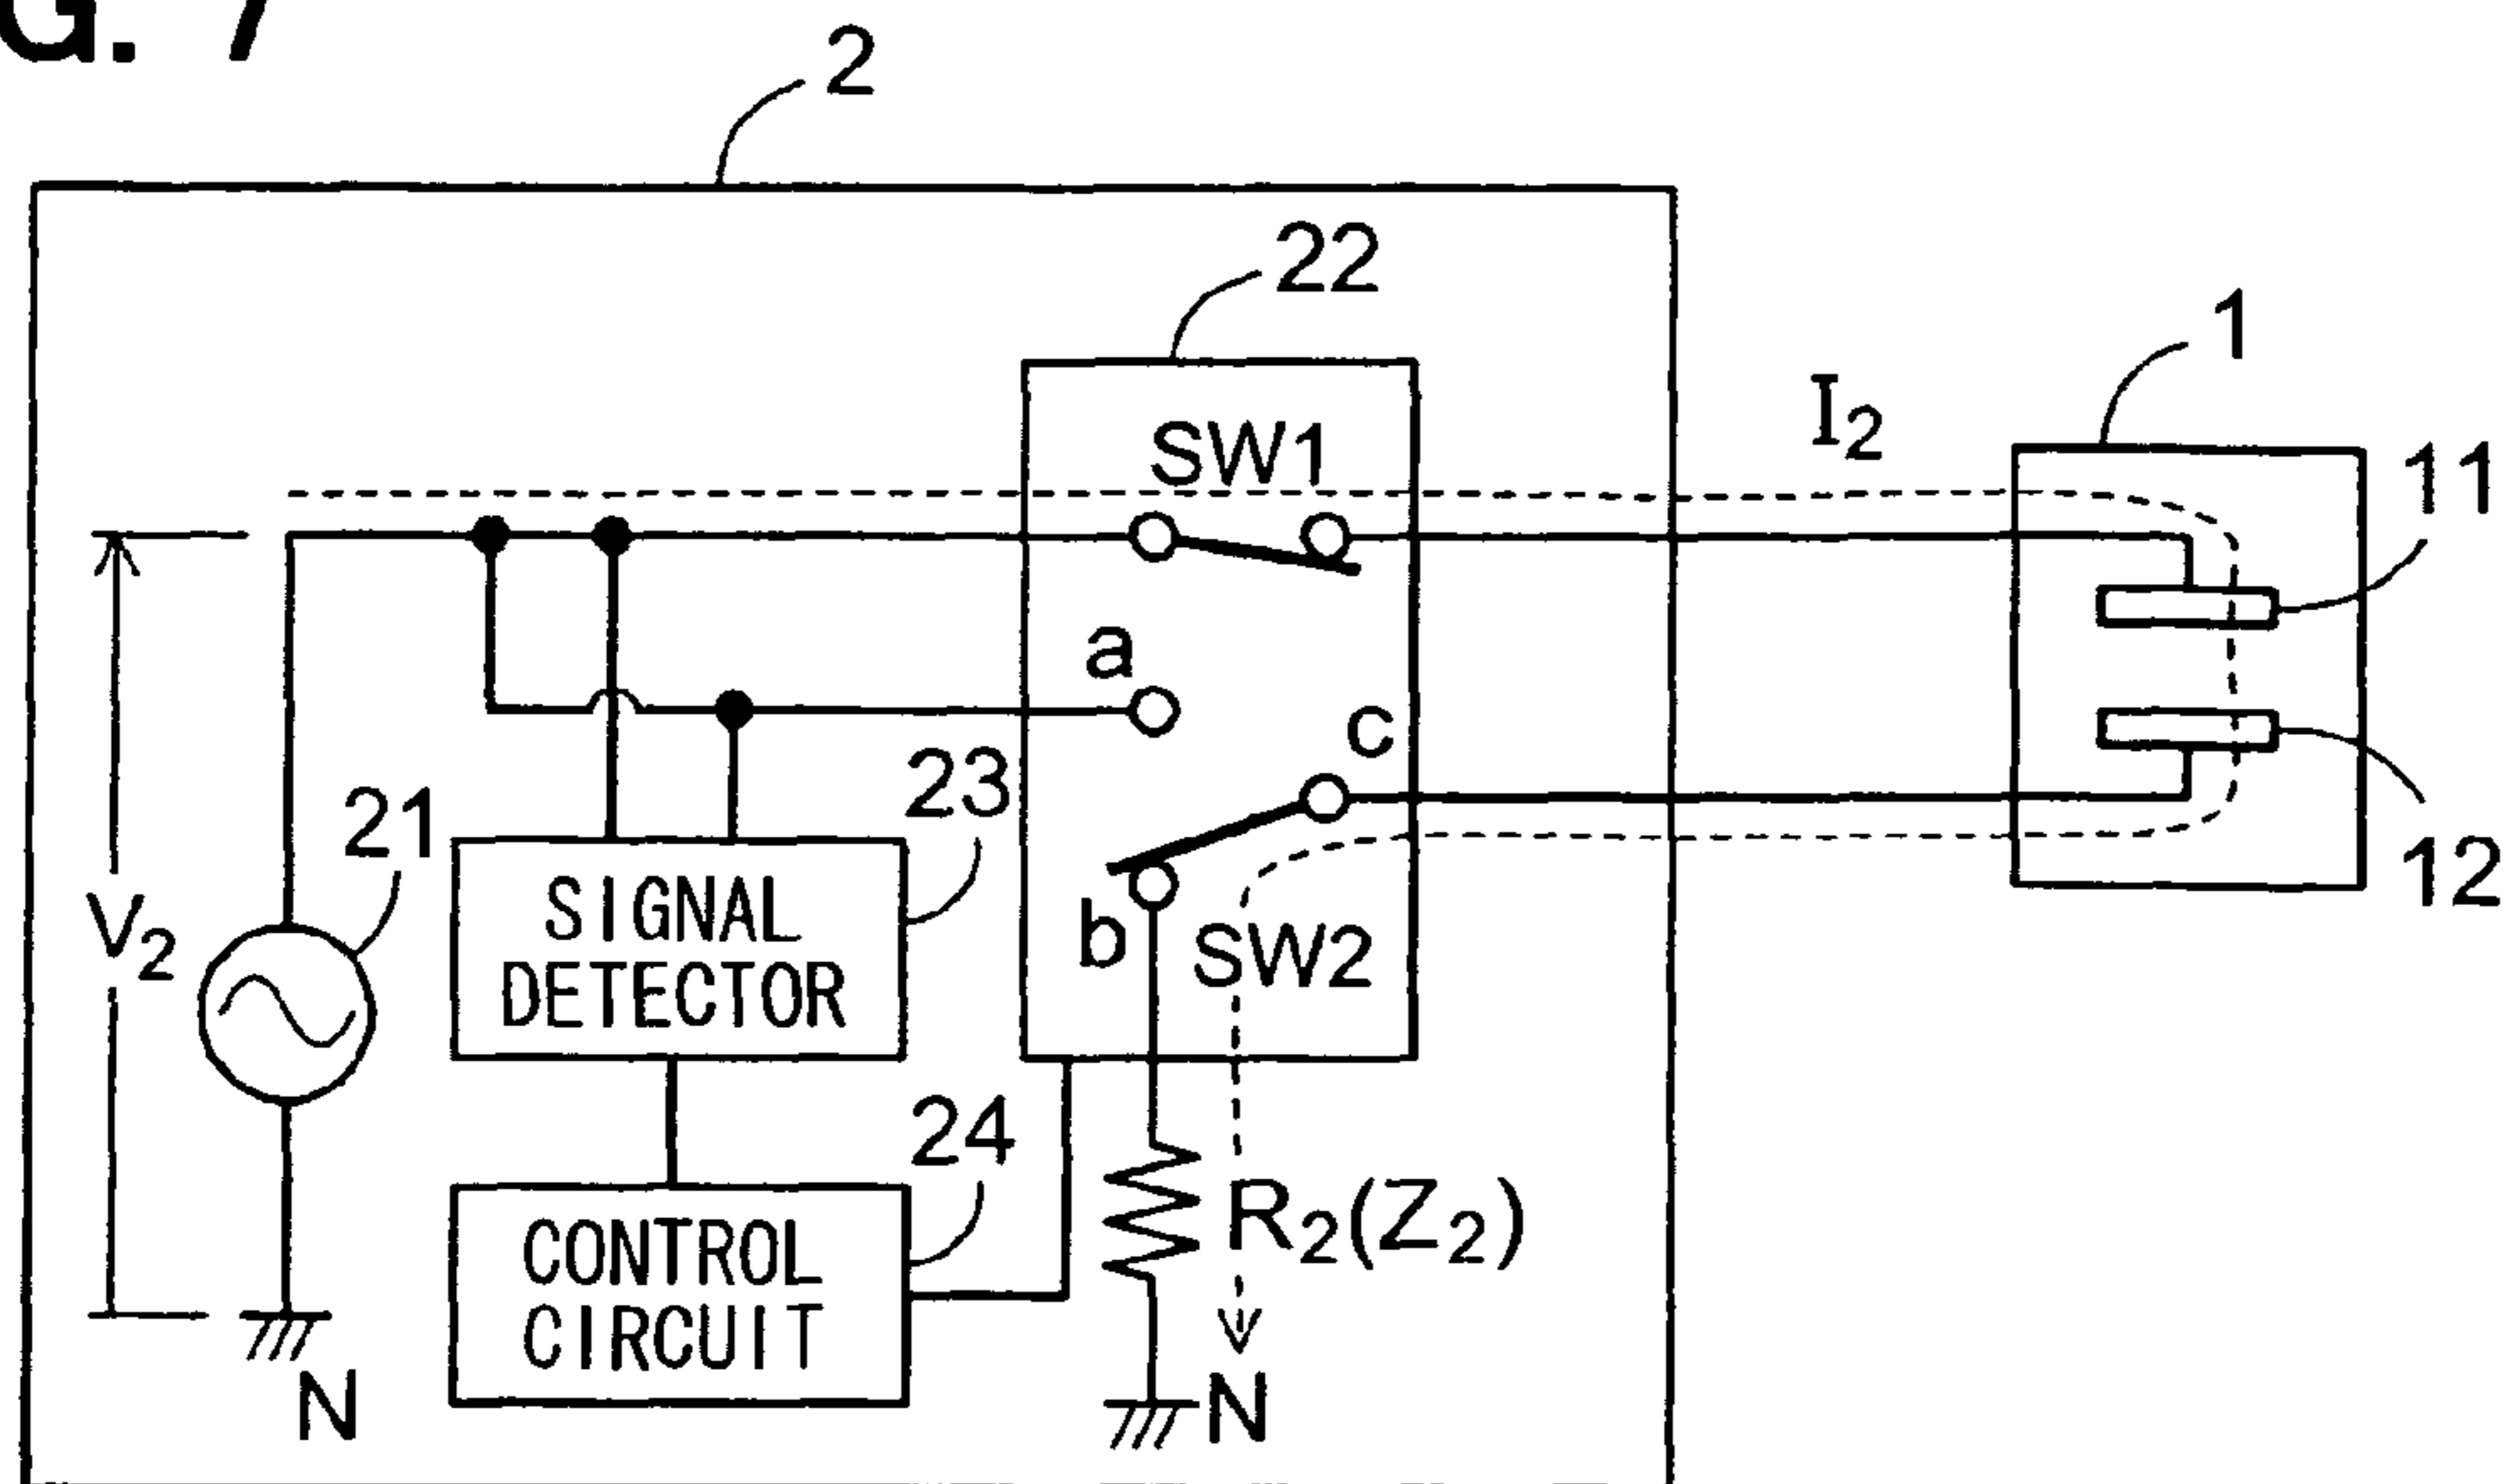 G. 7
2
22
1
I2
SW1
11
a
c
23
21
12
SIGNAL
DETECTOR
V2
b
SW2
24
R2(Z2)
CONTROL
CIRCUIT
N
N